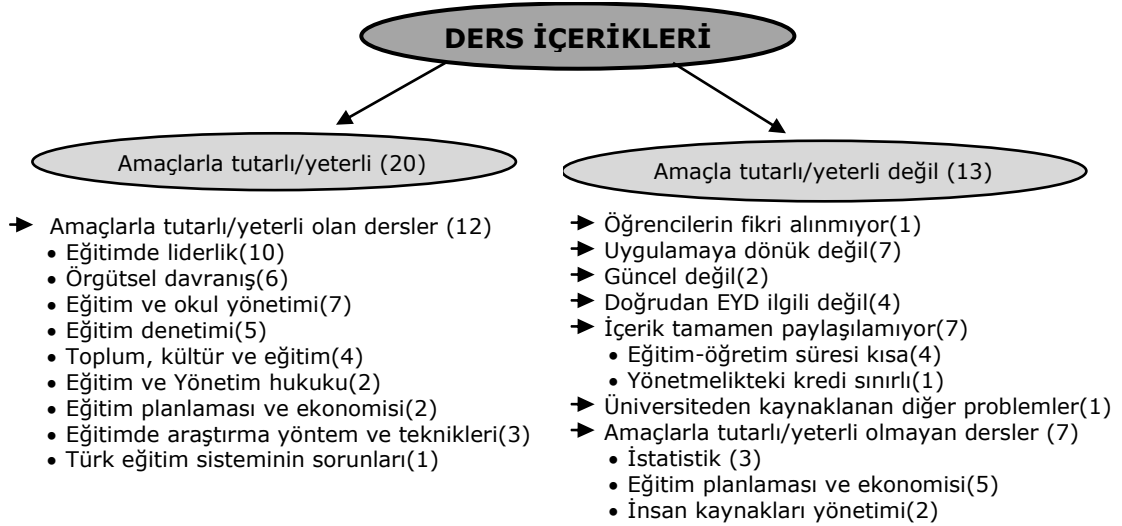 DERS İÇERİKLERİ
Amaçlarla tutarlı/yeterli (20)
➔ Amaçlarla tutarlı/yeterli olan dersler (12)
• Eğitimde liderlik(10)
• Örgütsel davranış(6)
• Eğitim ve okul yönetimi(7)
• Eğitim denetimi(5)
• Toplum, kültür ve eğitim(4)
• Eğitim ve Yönetim hukuku(2)
• Eğitim planlaması ve ekonomisi(2)
• Eğitimde araştırma yöntem ve teknikleri(3)
• Türk eğitim sisteminin sorunları(1)
Amaçla tutarlı/yeterli değil (13)
➔ Öğrencilerin fikri alınmıyor(1)
➔ Uygulamaya dönük değil(7)
➔ Güncel değil(2)
➔ Doğrudan EYD ilgili değil(4)
➔ İçerik tamamen paylaşılamıyor(7)
• Eğitim-öğretim süresi kısa(4)
• Yönetmelikteki kredi sınırlı(1)
➔ Üniversiteden kaynaklanan diğer problemler(1)
➔ Amaçlarla tutarlı/yeterli olmayan dersler (7)
• İstatistik (3)
• Eğitim planlaması ve ekonomisi(5)
• İnsan kaynakları yönetimi(2)